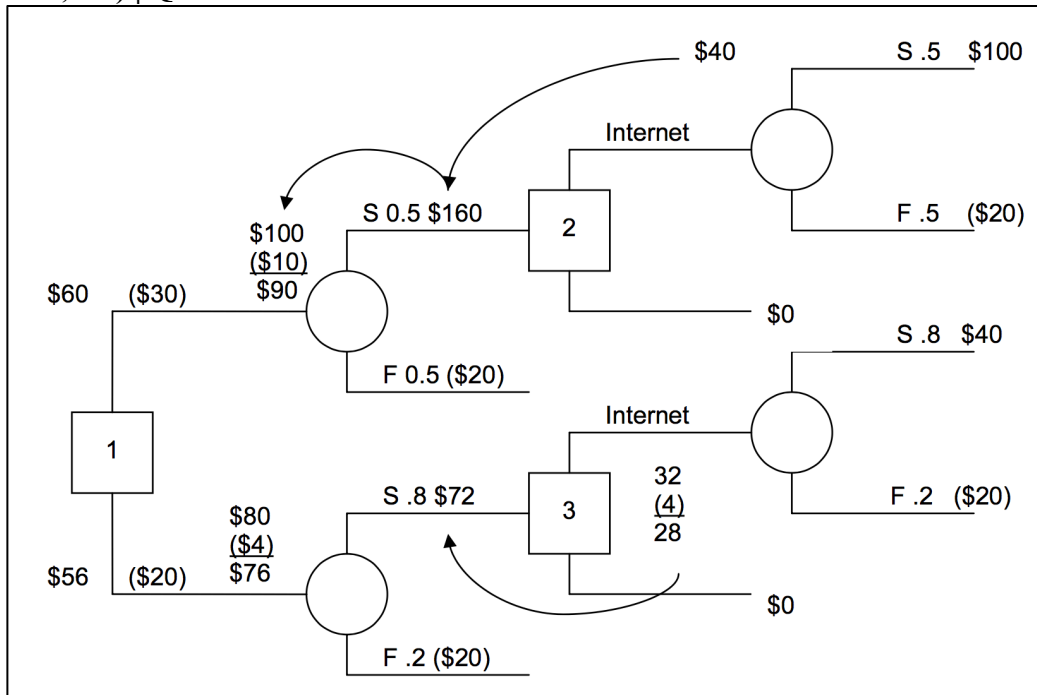 $40
S .5 $100
Internet
F .5 ($20)
2
$0
S 0.5 $160
$100
($10)
$90
$60 ($30)
F 0.5 ($20)
1
S .8 $40
Internet
F .2 ($20)
3
32
(4)
28
$0
S .8 $72
$80
($4)
$76
$56 ($20)
F .2 ($20)